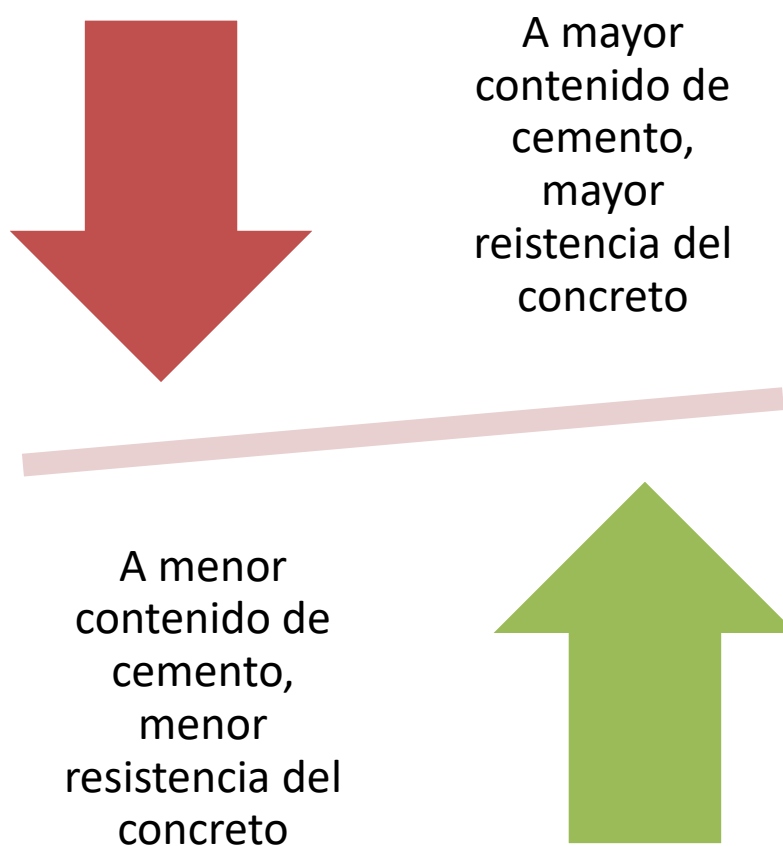 A mayor
contenido de
cemento,
mayor
reistencia del
concreto
A menor
contenido de
cemento,
menor
resistencia del
concreto